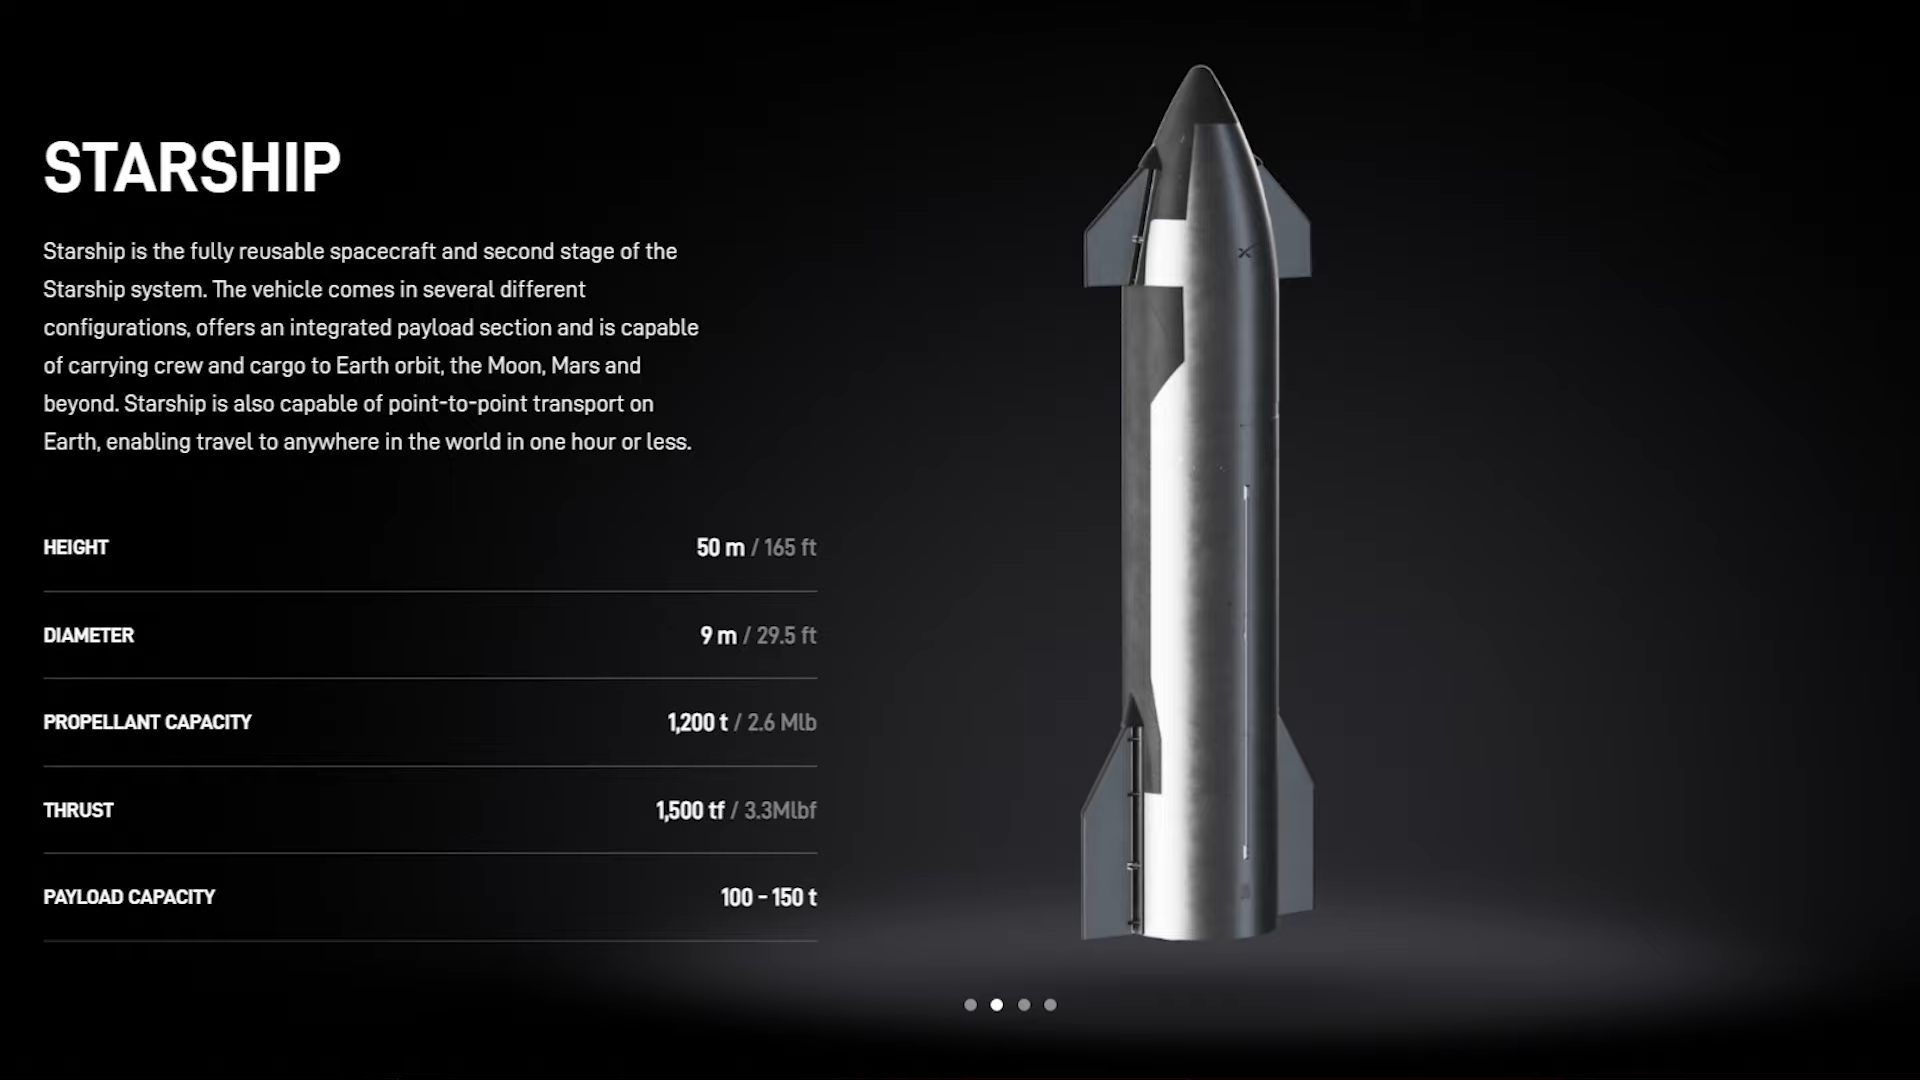 STARSHIP
Starship is the fully reusable spacecraft and second stage of the
Starship system. The vehicle comes in several different
configurations, offers an integrated payload section and is capable
of carrying crew and cargo to Earth orbit, the Moon, Mars and
beyond. Starship is also capable of point-to-point transport on
Earth, enabling travel to anywhere in the world in one hour or less.
HEIGHT 50 m / 165 ft
DIAMETER 9 m / 29.5 ft
PROPELLANT CAPACITY 1,200 t / 2.6 Mlb
THRUST 1,500 tf / 3.3Mlbf
PAYLOAD CAPACITY 100 - 150 t